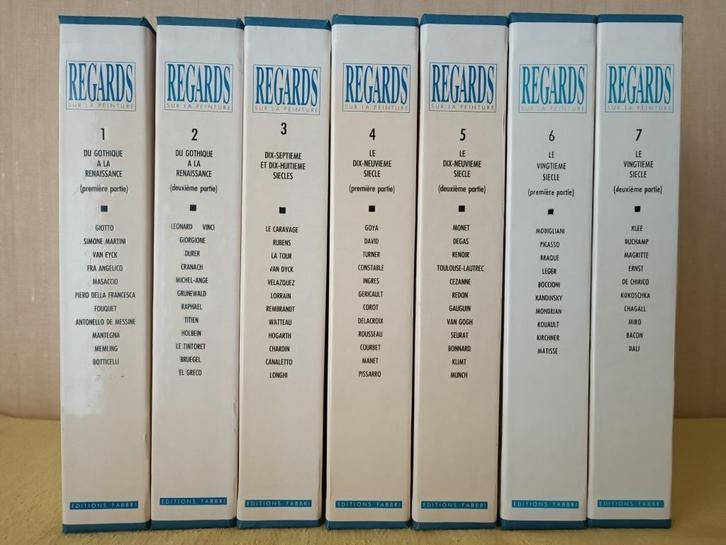 REGARDS
SUR LA PEINTURE
1
DU GOTHIQUE
A LA
RENAISSANCE
(première partie)
GIOTTO
SIMONE MARTINI
VAN EYCK
FRA ANGELICO
MASACCIO
PIERO DELLA FRANCESCA
FOUQUET
ANTONELLO DE MESSINE
MANTEGNA
MEMLING
BOTTICELLI
EDITIONS FABBRI
REGARDS
SUR LA PEINTURE
2
DU GOTHIQUE
A LA
RENAISSANCE
(deuxième partie)
LEONARD VINCI
GIORGIONE
DURER
CRANACH
MICHEL-ANGE
GRUNEWALD
RAPHAEL
TITIEN
HOLBEIN
LE TINTORET
BRUEGEL
EL GRECO
EDITIONS FABBRI
REGARDS
SUR LA PEINTURE
3
DIX-SEPTIEME
ET DIX-HUITIEME
SIECLES
LE CARAVAGE
RUBENS
LA TOUR
VAN DYCK
VELAZQUEZ
LORRAIN
REMBRANDT
WATTEAU
HOGARTH
CHARDIN
CANALETTO
LONGHI
EDITIONS FABBRI
REGARDS
SUR LA PEINTURE
4
LE
DIX-NEUVIEME
SIECLE
(première partie)
GOYA
DAVID
TURNER
CONSTABLE
INGRES
GERICAULT
COROT
DELACROIX
ROUSSEAU
COURBET
MANET
PISSARRO
EDITIONS FABBRI
REGARDS
SUR LA PEINTURE
5
LE
DIX-NEUVIEME
SIECLE
(deuxième partie)
MONET
DEGAS
RENOIR
TOULOUSE-LAUTREC
CEZANNE
REDON
GAUGUIN
VAN GOGH
SEURAT
BONNARD
KLIMT
MUNCH
EDITIONS FABBRI
REGARDS
SUR LA PEINTURE
6
LE
VINGTIEME
SIECLE
(première partie)
MODIGLIANI
PICASSO
BRAQUE
LEGER
BOCCIONI
KANDINSKY
MONDRIAN
ROUAULT
KIRCHNER
MATISSE
EDITIONS FABBRI
REGARDS
SUR LA PEINTURE
7
LE
VINGTIEME
SIECLE
(deuxième partie)
KLEE
DUCHAMP
MAGRITTE
ERNST
DE CHIRICO
KOKOSCHKA
CHAGALL
MIRO
BACON
DALI
EDITIONS FABBRI